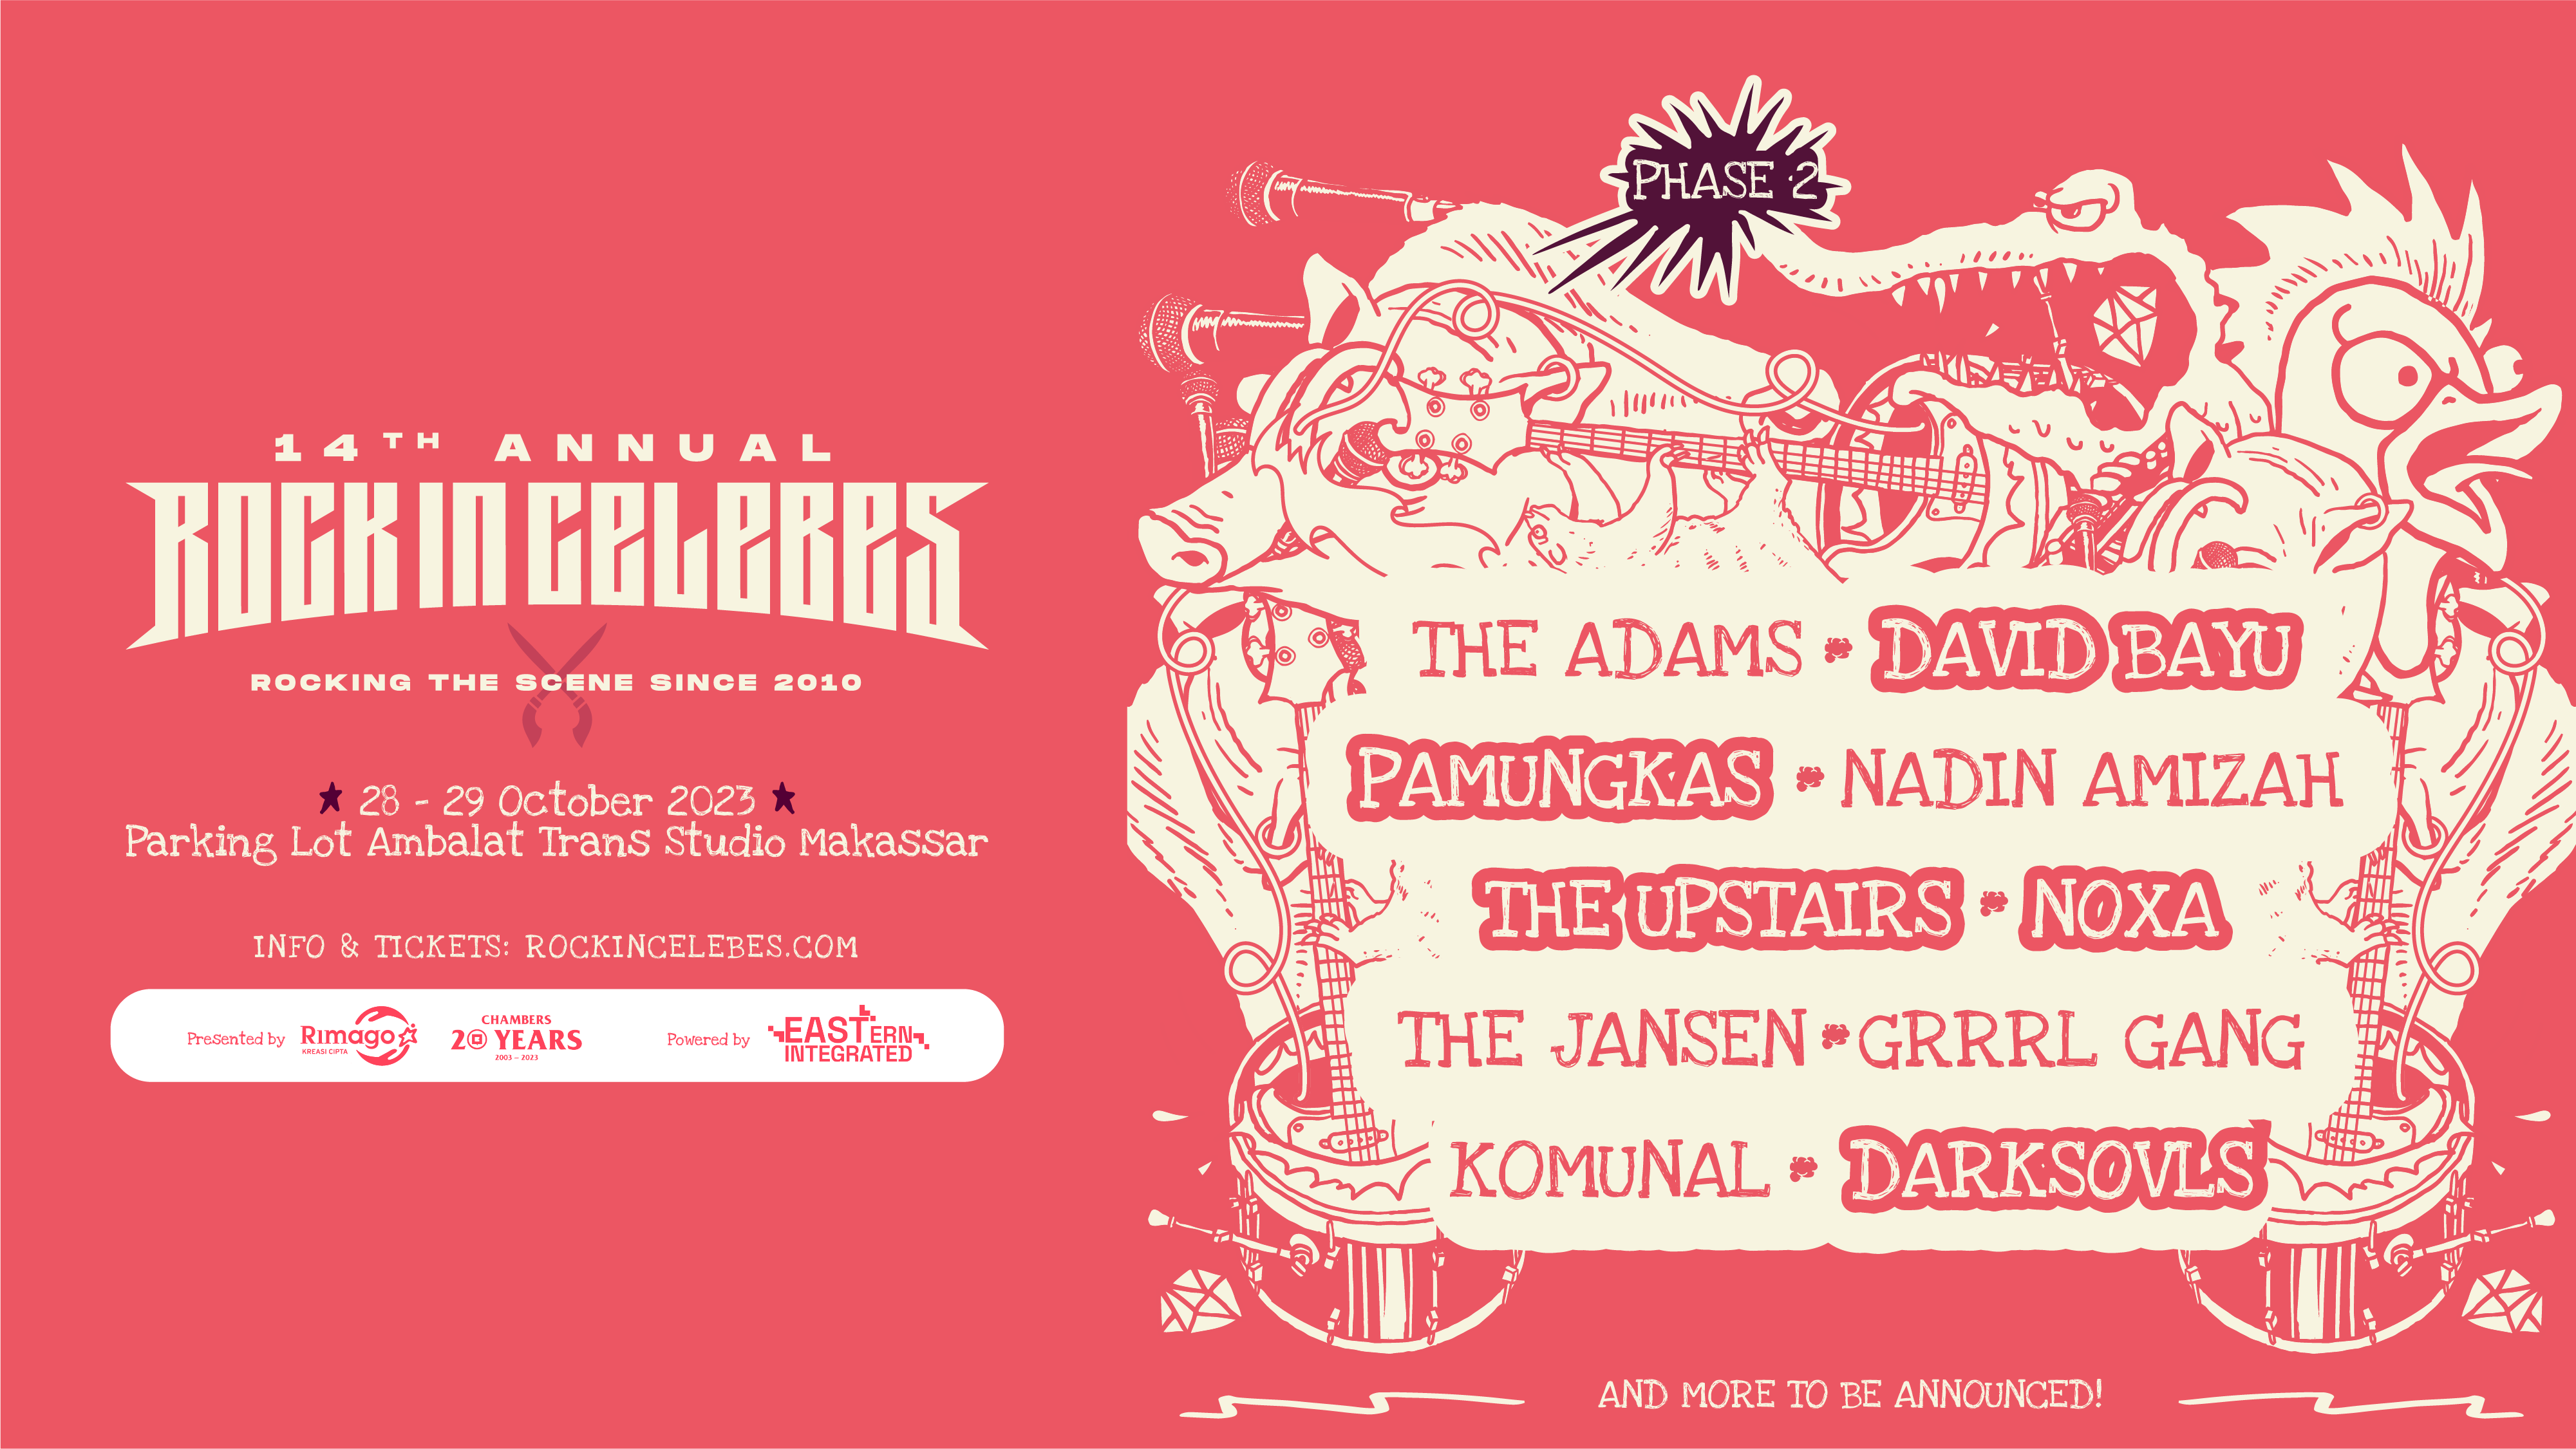 14TH ANNUAL
ROCK IN CELEBES
ROCKING THE SCENE SINCE 2010
28 - 29 October 2023
Parking Lot Ambalat Trans Studio Makassar
INFO & TICKETS: ROCKINCELEBES.COM
Presented by
Rimago
KREASI CIPTA
CHAMBERS
20 YEARS
2003 - 2023
Powered by
EASTERN
INTEGRATED
PHASE 2
THE ADAMS DAVID BAYU
PAMUNGKAS NADIN AMIZAH
THE UPSTAIRS NOXA
THE JANSEN GRRRL GANG
KOMUNAL DARKSOVLS
AND MORE TO BE ANNOUNCED!